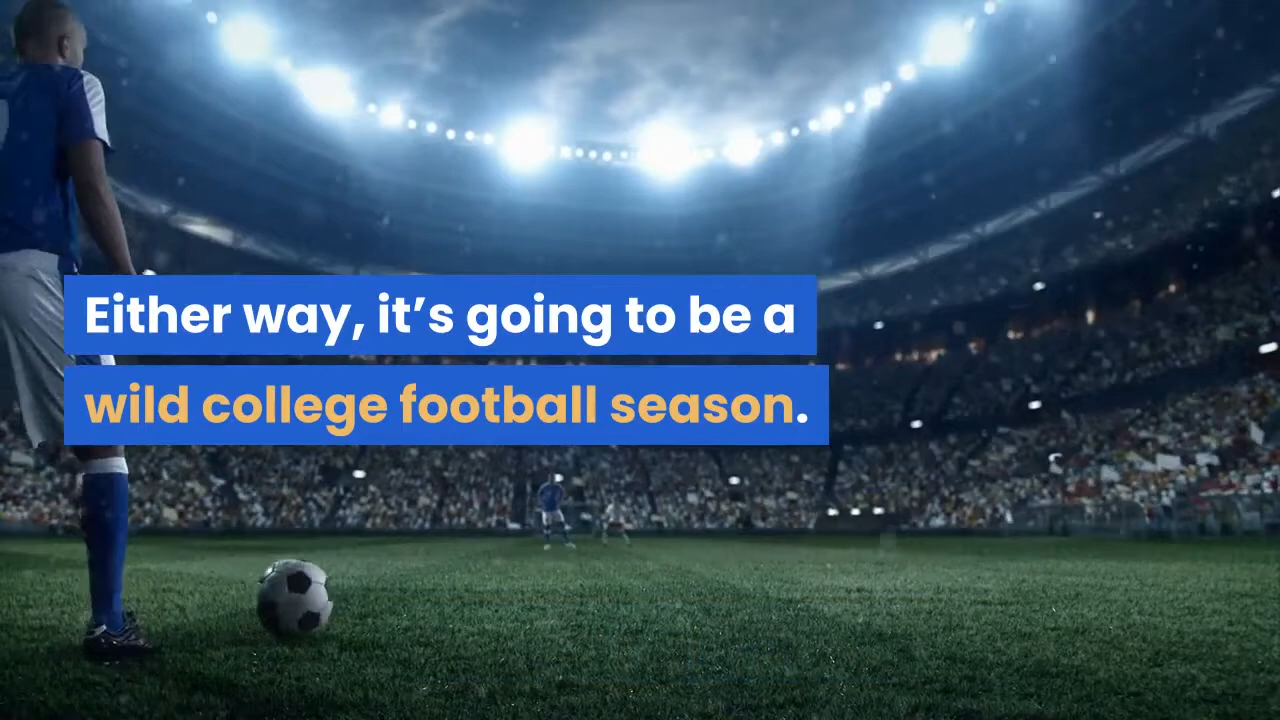 Either way, it’s going to be a
wild college football season.